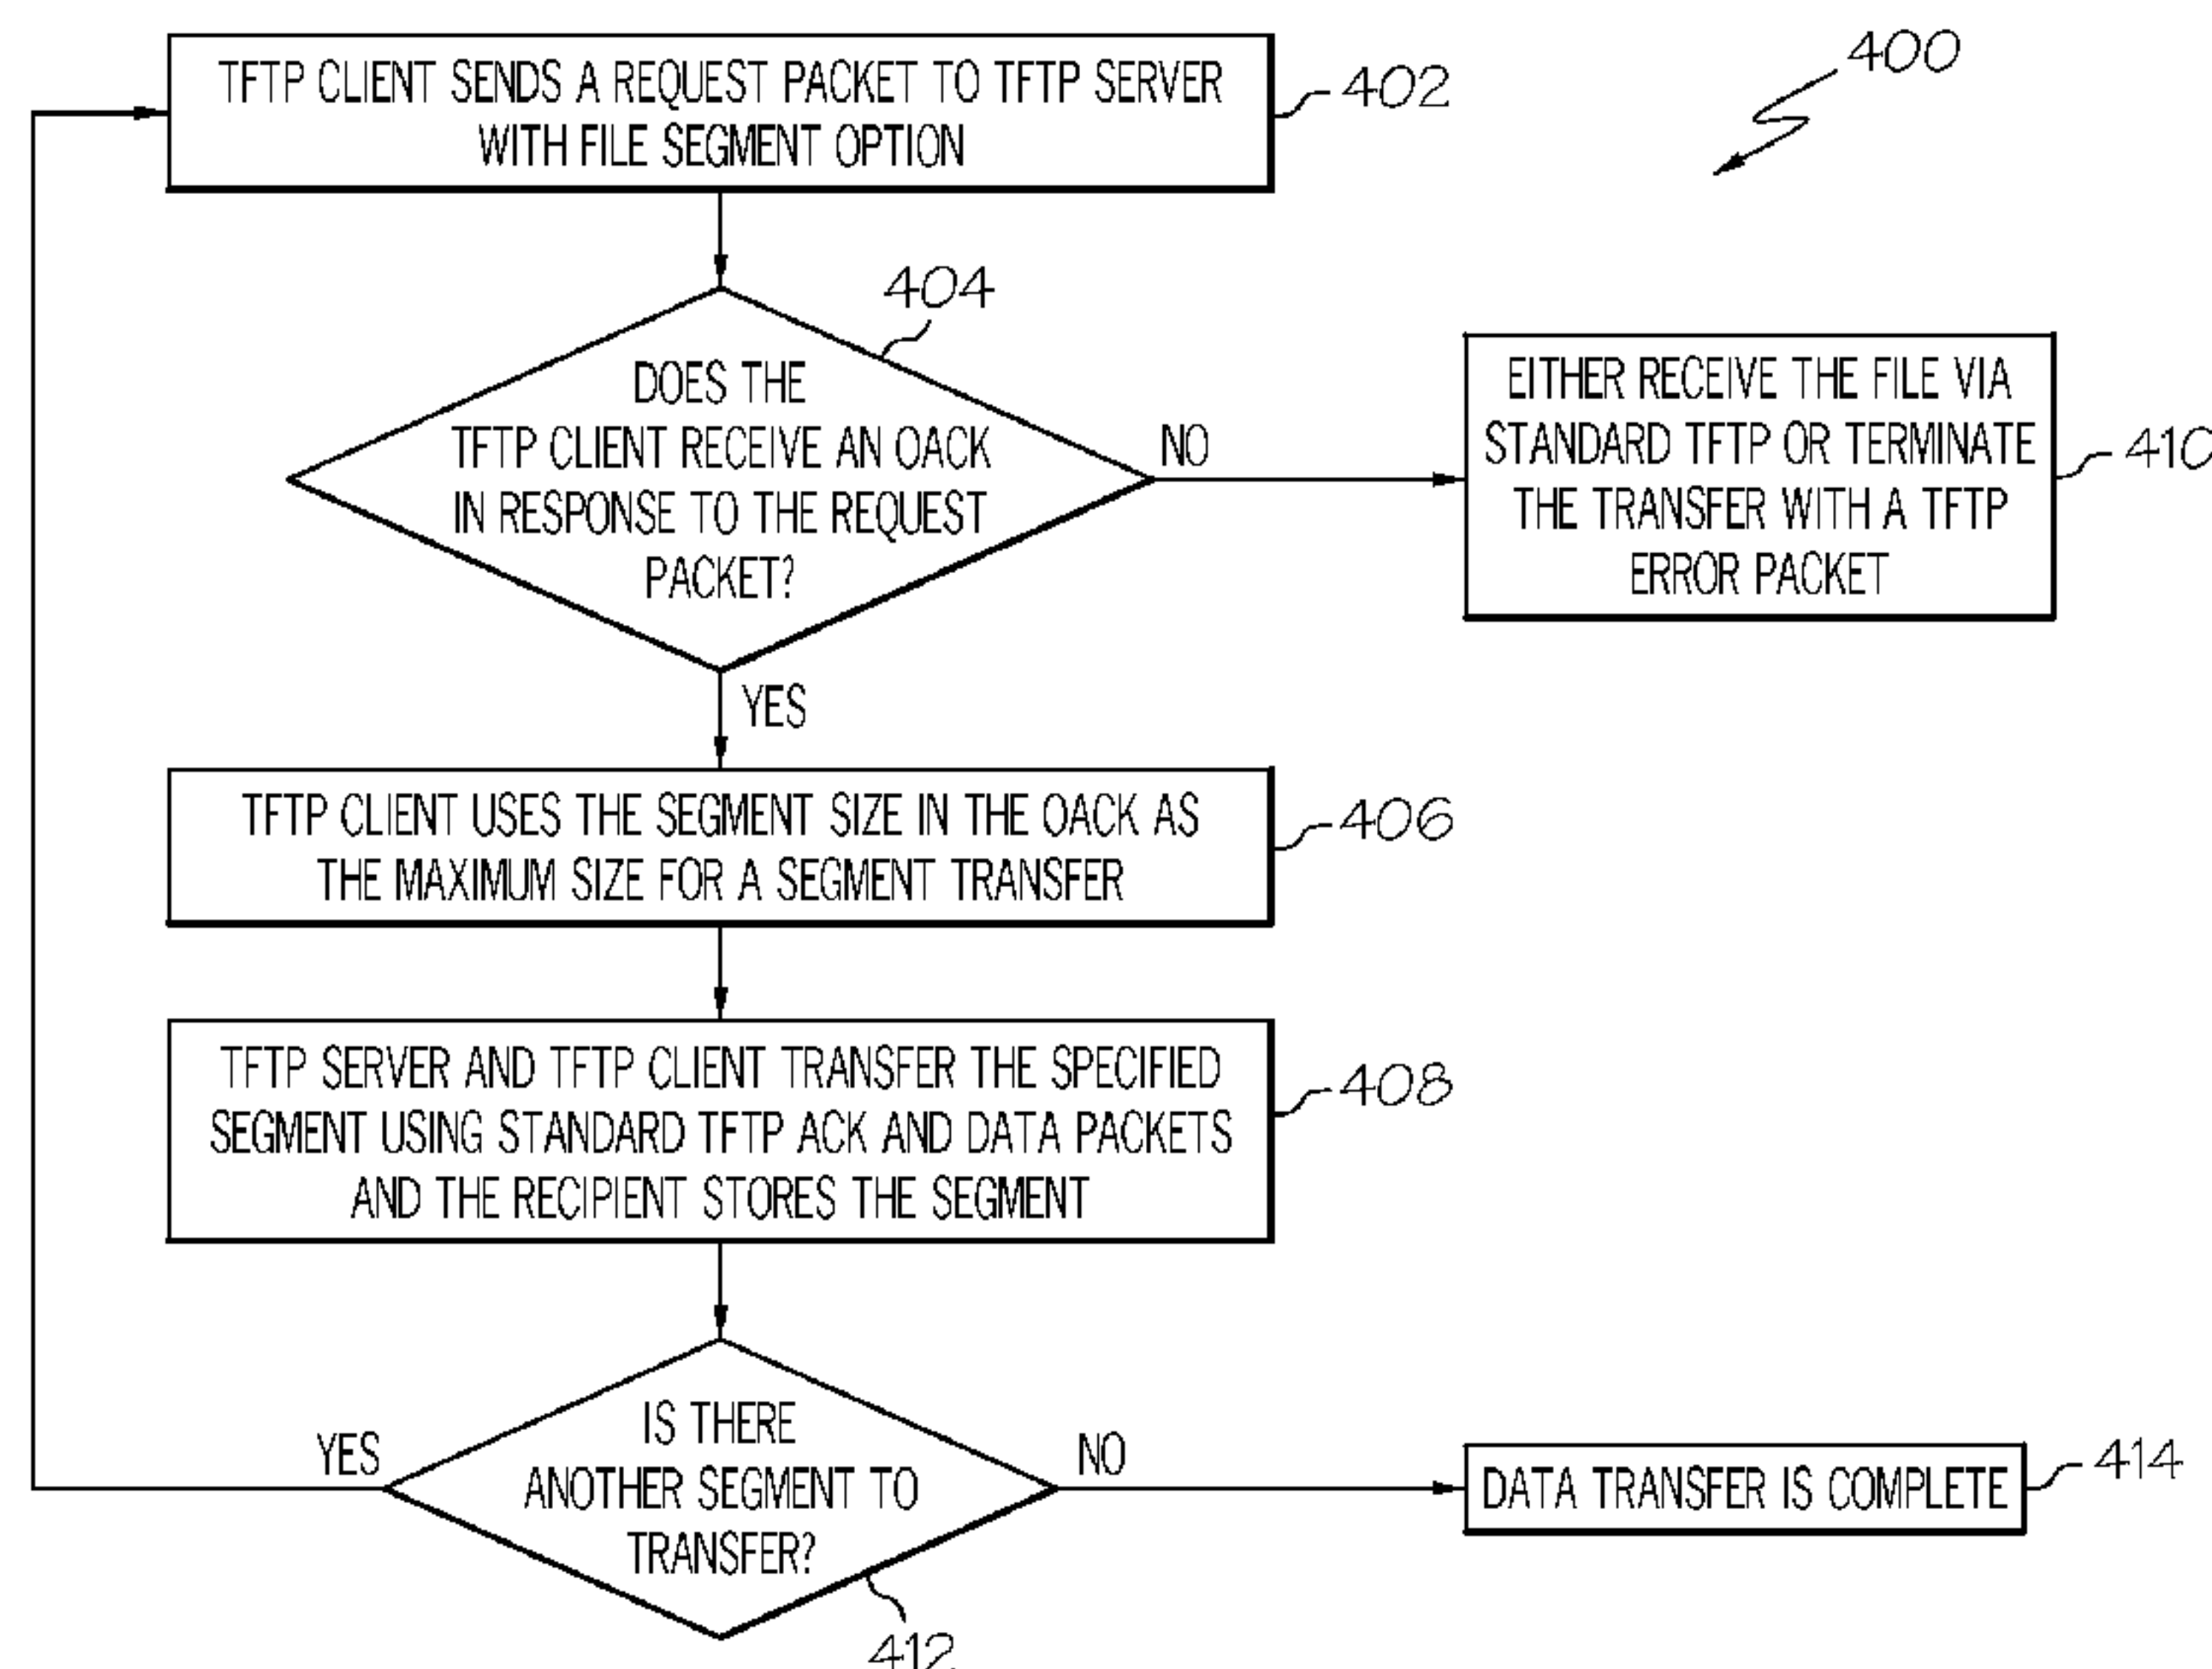 400
TFTP CLIENT SENDS A REQUEST PACKET TO TFTP SERVER
WITH FILE SEGMENT OPTION
402
404
DOES THE
TFTP CLIENT RECEIVE AN OACK
IN RESPONSE TO THE REQUEST
PACKET?
NO
EITHER RECEIVE THE FILE VIA
STANDARD TFTP OR TERMINATE
THE TRANSFER WITH A TFTP
ERROR PACKET
410
YES
TFTP CLIENT USES THE SEGMENT SIZE IN THE OACK AS
THE MAXIMUM SIZE FOR A SEGMENT TRANSFER
406
TFTP SERVER AND TFTP CLIENT TRANSFER THE SPECIFIED
SEGMENT USING STANDARD TFTP ACK AND DATA PACKETS
AND THE RECIPIENT STORES THE SEGMENT
408
YES
IS THERE
ANOTHER SEGMENT TO
TRANSFER?
NO
DATA TRANSFER IS COMPLETE
414
412